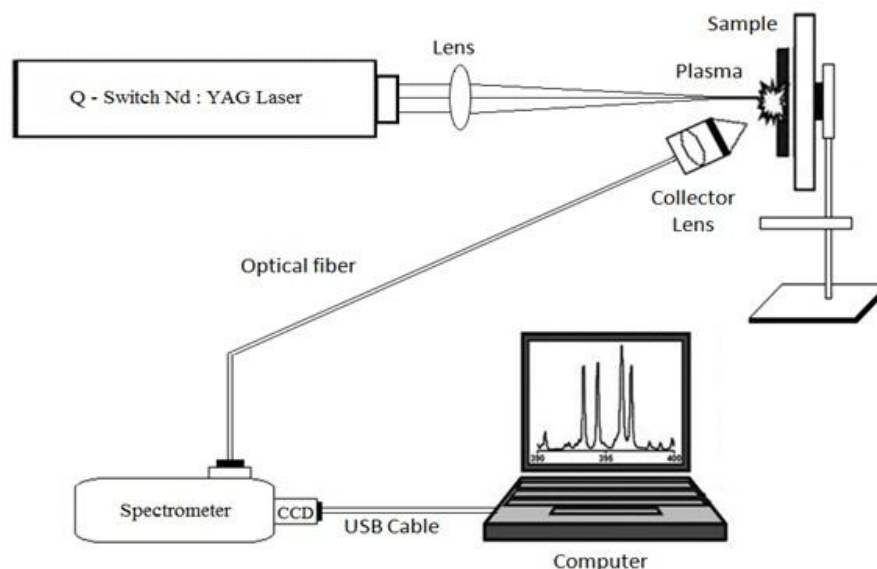 Sample
Lens
Plasma
Q - Switch Nd : YAG Laser
Collector
Lens
Optical fiber
390 395 400
Spectrometer
CCD
USB Cable
Computer